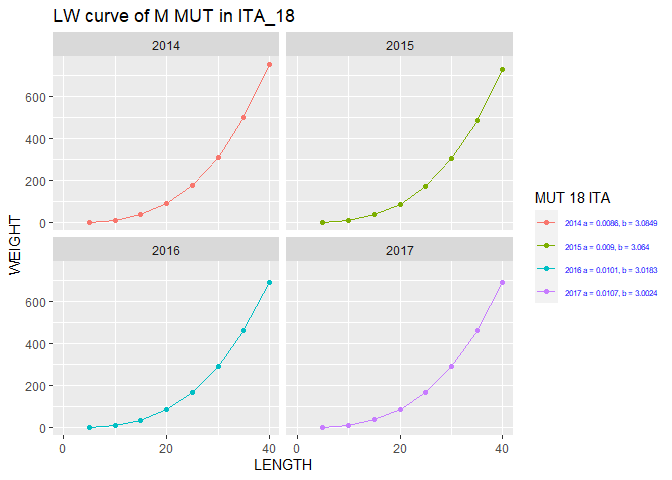 LW curve of M MUT in ITA_18
2014
2015
600
400
200
0
2016
2017
600
400
200
0
0
20
40
0
20
40
LENGTH
WEIGHT
MUT 18 ITA
2014 a = 0.0086, b = 3.0849
2015 a = 0.009, b = 3.064
2016 a = 0.0101, b = 3.0183
2017 a = 0.0107, b = 3.0024